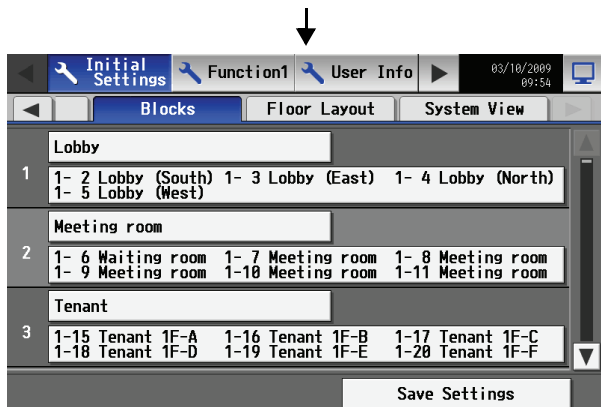 Initial Settings
Function1
User Info
03/10/2009
09:54
Blocks
Floor Layout
System View
1
Lobby
1- 2 Lobby (South) 1- 3 Lobby (East) 1- 4 Lobby (North)
1- 5 Lobby (West)
2
Meeting room
1- 6 Waiting room 1- 7 Meeting room 1- 8 Meeting room
1- 9 Meeting room 1-10 Meeting room 1-11 Meeting room
3
Tenant
1-15 Tenant 1F-A 1-16 Tenant 1F-B 1-17 Tenant 1F-C
1-18 Tenant 1F-D 1-19 Tenant 1F-E 1-20 Tenant 1F-F
Save Settings